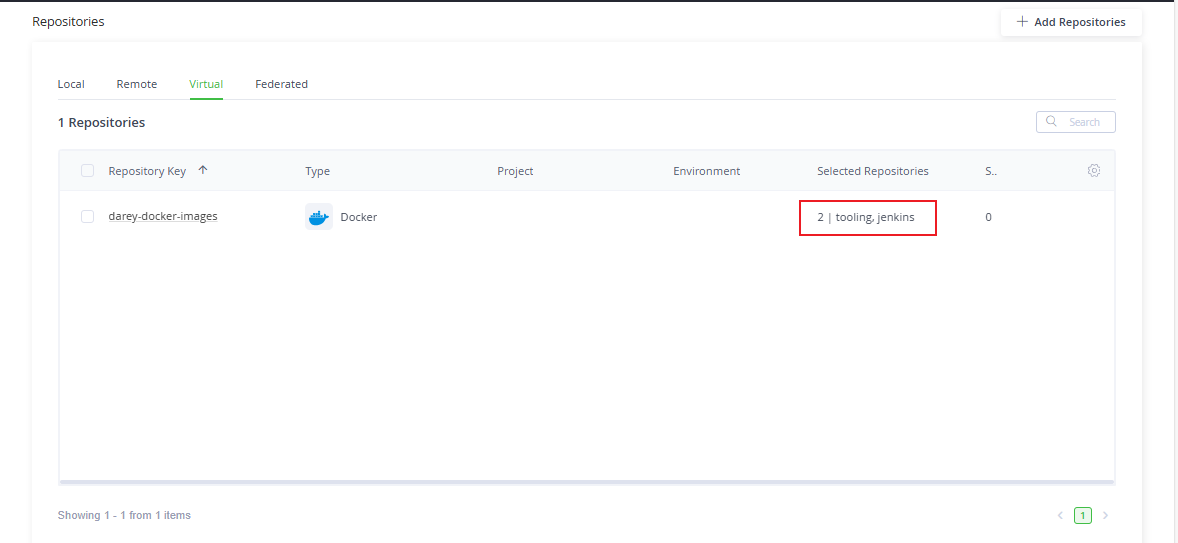 Repositories
Add Repositories
Local Remote Virtual Federated
1 Repositories
Search
Repository Key Type Project Environment Selected Repositories S..
darey-docker-images Docker 2 | tooling, jenkins 0
Showing 1 - 1 from 1 items
1